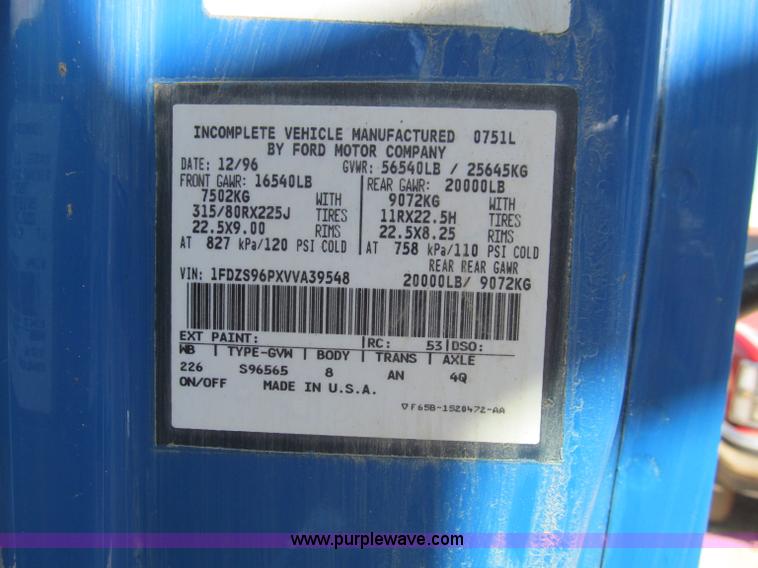 INCOMPLETE VEHICLE MANUFACTURED 0751L
BY FORD MOTOR COMPANY
DATE: 12/96 GVWR: 56540LB / 25645KG
FRONT GAWR: 16540LB REAR GAWR: 20000LB
7502KG WITH 9072KG WITH
315/80RX225J TIRES 11RX22.5H TIRES
22.5X9.00 RIMS 22.5X8.25 RIMS
AT 827 kPa/120 PSI COLD AT 758 kPa/110 PSI COLD
REAR REAR GAWR
VIN: 1FDZS96PXVVA39548 20000LB/ 9072KG
EXT PAINT: RC: 53 DSO:
WB TYPE-GVW BODY TRANS AXLE
226 S96565 8 AN 4Q
ON/OFF MADE IN U.S.A.
F65B-1520472-AA
www.purplewave.com